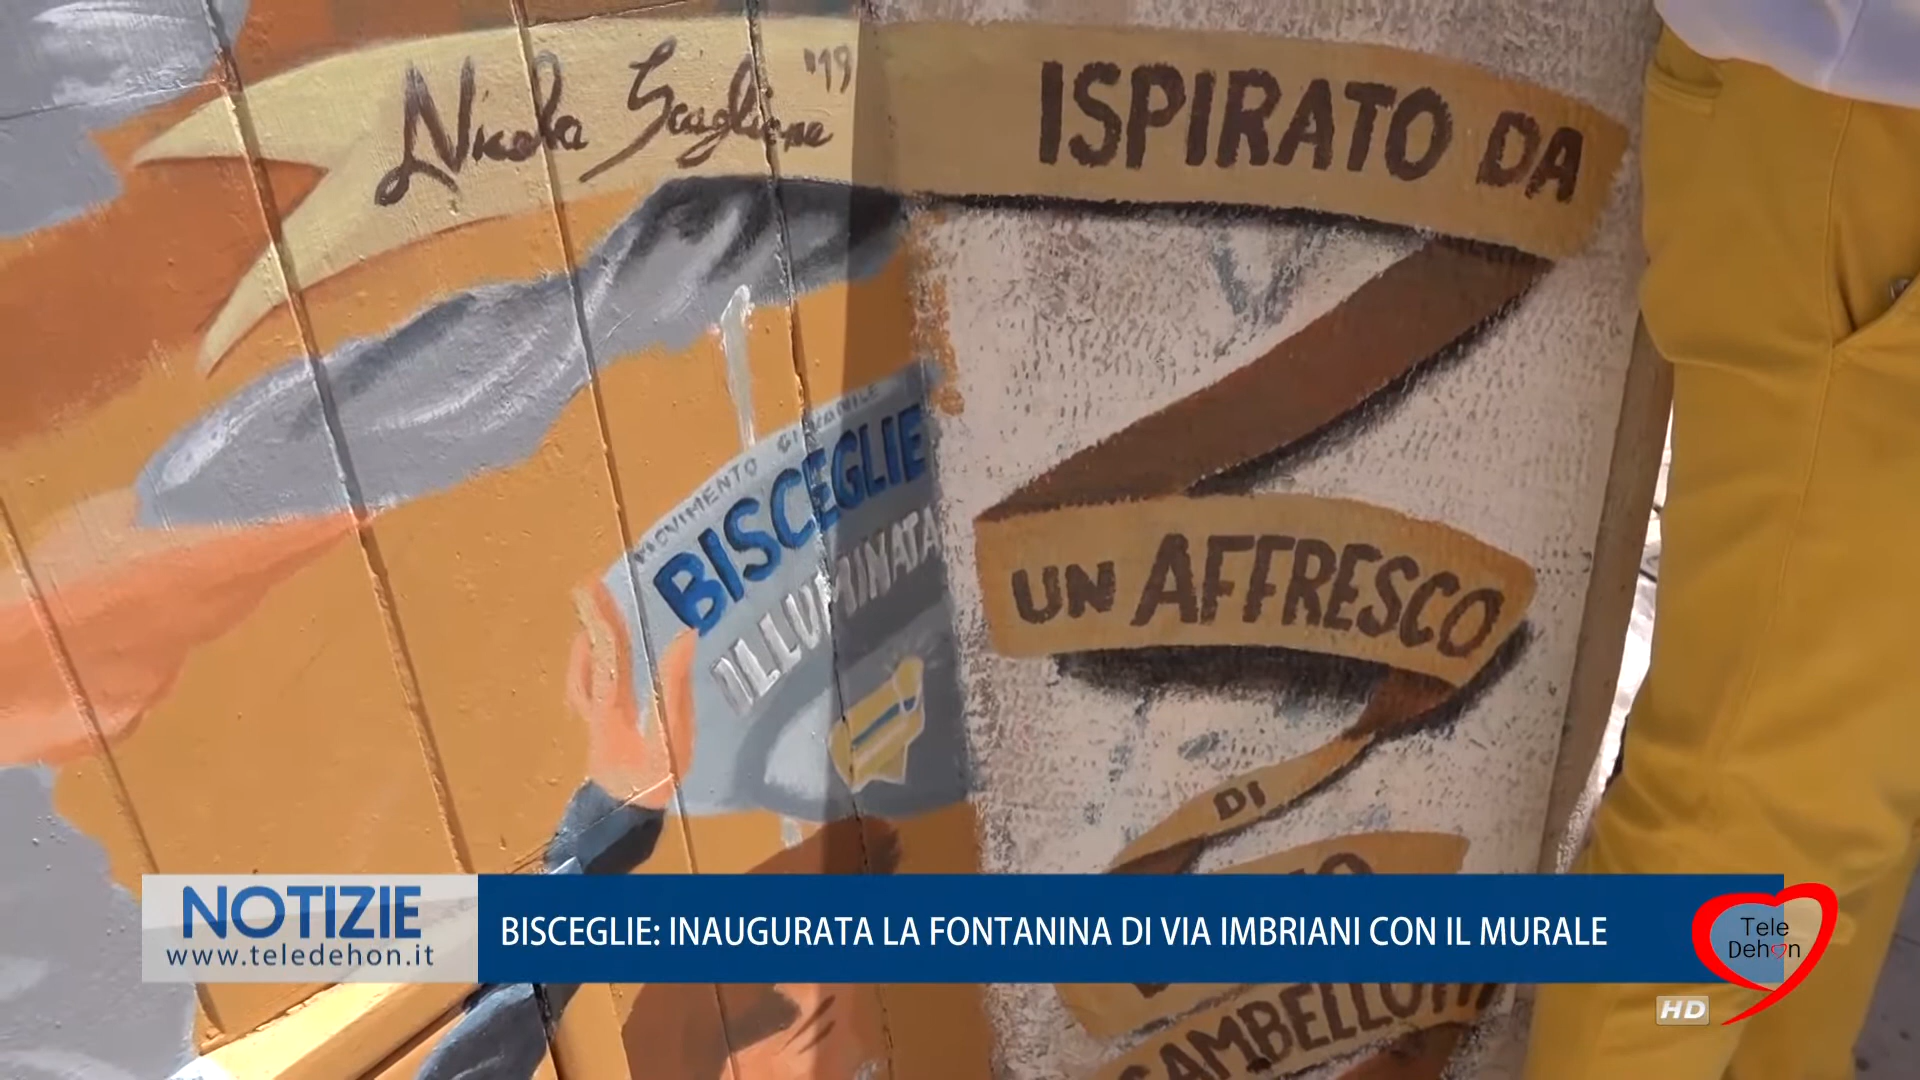 Nicola Scaglione '19
ISPIRATO DA
MOVIMENTO GIOVANILE
BISCEGLIE
ILLUMINATA
UN AFFRESCO
DI
NOTIZIE
www.teledehon.it
BISCEGLIE: INAUGURATA LA FONTANINA DI VIA IMBRIANI CON IL MURALE
Tele
Dehon
HD